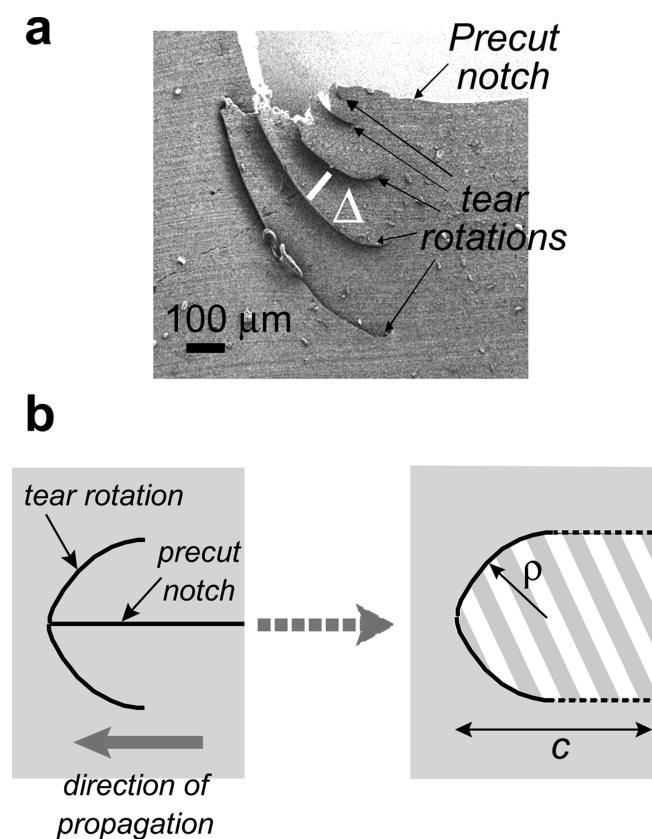 a
Precut
notch
Δ
tear
rotations
100 μm
b
tear rotation
precut
notch
ρ
c
direction of
propagation